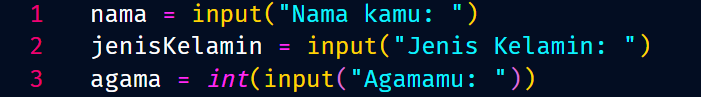 1 nama = input("Nama kamu: ")
2 jenisKelamin = input("Jenis Kelamin: ")
3 agama = int(input("Agamamu: "))